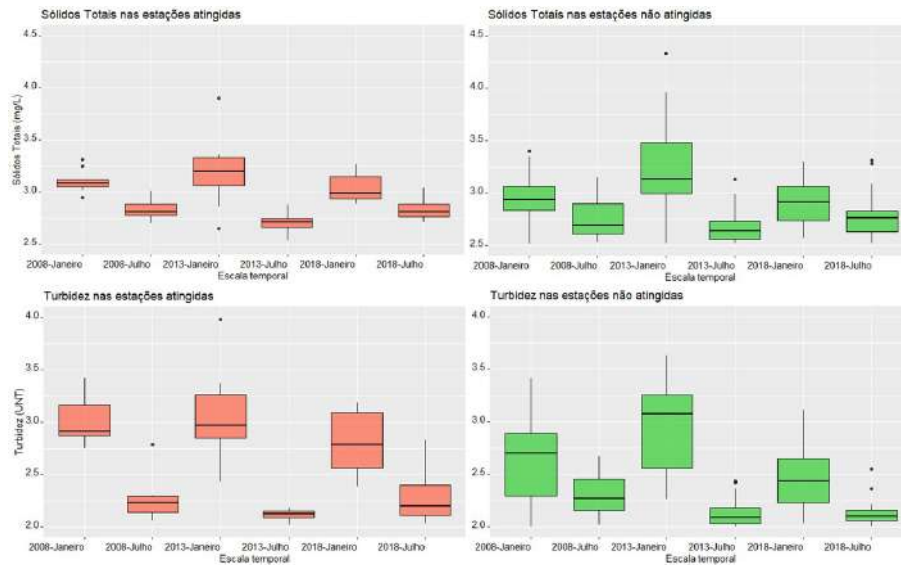 Sólidos Totais nas estações atingidas
4.5
4.0
3.5
3.0
2.5
Sólidos Totais (mg/L)
2008-Janeiro 2008-Julho 2013-Janeiro 2013-Julho 2018-Janeiro 2018-Julho
Escala temporal
Sólidos Totais nas estações não atingidas
4.5
4.0
3.5
3.0
2.5
2008-Janeiro 2008-Julho 2013-Janeiro 2013-Julho 2018-Janeiro 2018-Julho
Escala temporal
Turbidez nas estações atingidas
4.0
3.5
3.0
2.5
2.0
Turbidez (UNT)
2008-Janeiro 2008-Julho 2013-Janeiro 2013-Julho 2018-Janeiro 2018-Julho
Escala temporal
Turbidez nas estações não atingidas
4.0
3.5
3.0
2.5
2.0
2008-Janeiro 2008-Julho 2013-Janeiro 2013-Julho 2018-Janeiro 2018-Julho
Escala temporal